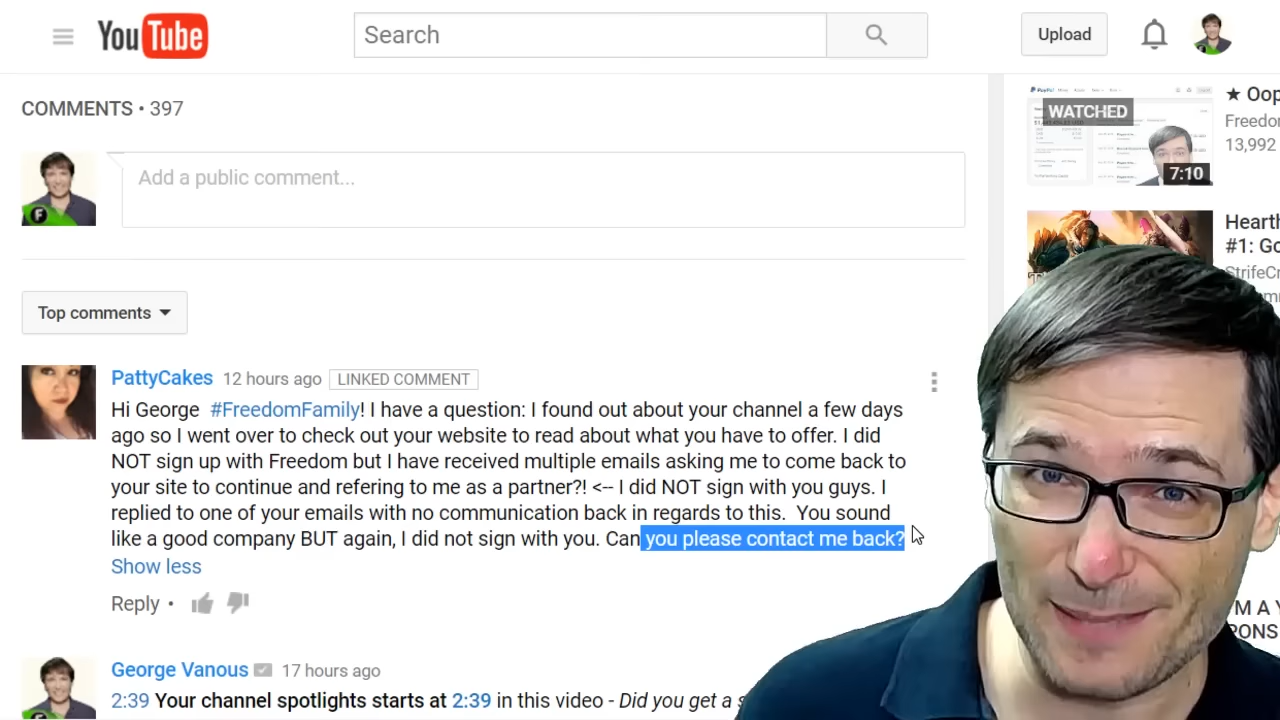 YouTube
Search
Upload
COMMENTS • 397
Add a public comment...
Top comments
PattyCakes 12 hours ago LINKED COMMENT
Hi George #FreedomFamily! I have a question: I found out about your channel a few days
ago so I went over to check out your website to read about what you have to offer. I did
NOT sign up with Freedom but I have received multiple emails asking me to come back to
your site to continue and refering to me as a partner?! <-- I did NOT sign with you guys. I
replied to one of your emails with no communication back in regards to this. You sound
like a good company BUT again, I did not sign with you. Can you please contact me back?
Show less
Reply •
George Vanous 17 hours ago
2:39 Your channel spotlights starts at 2:39 in this video - Did you get a s
WATCHED
7:10
★ Oop
Freedor
13,992
Hearth
#1: Go
StrifeCr